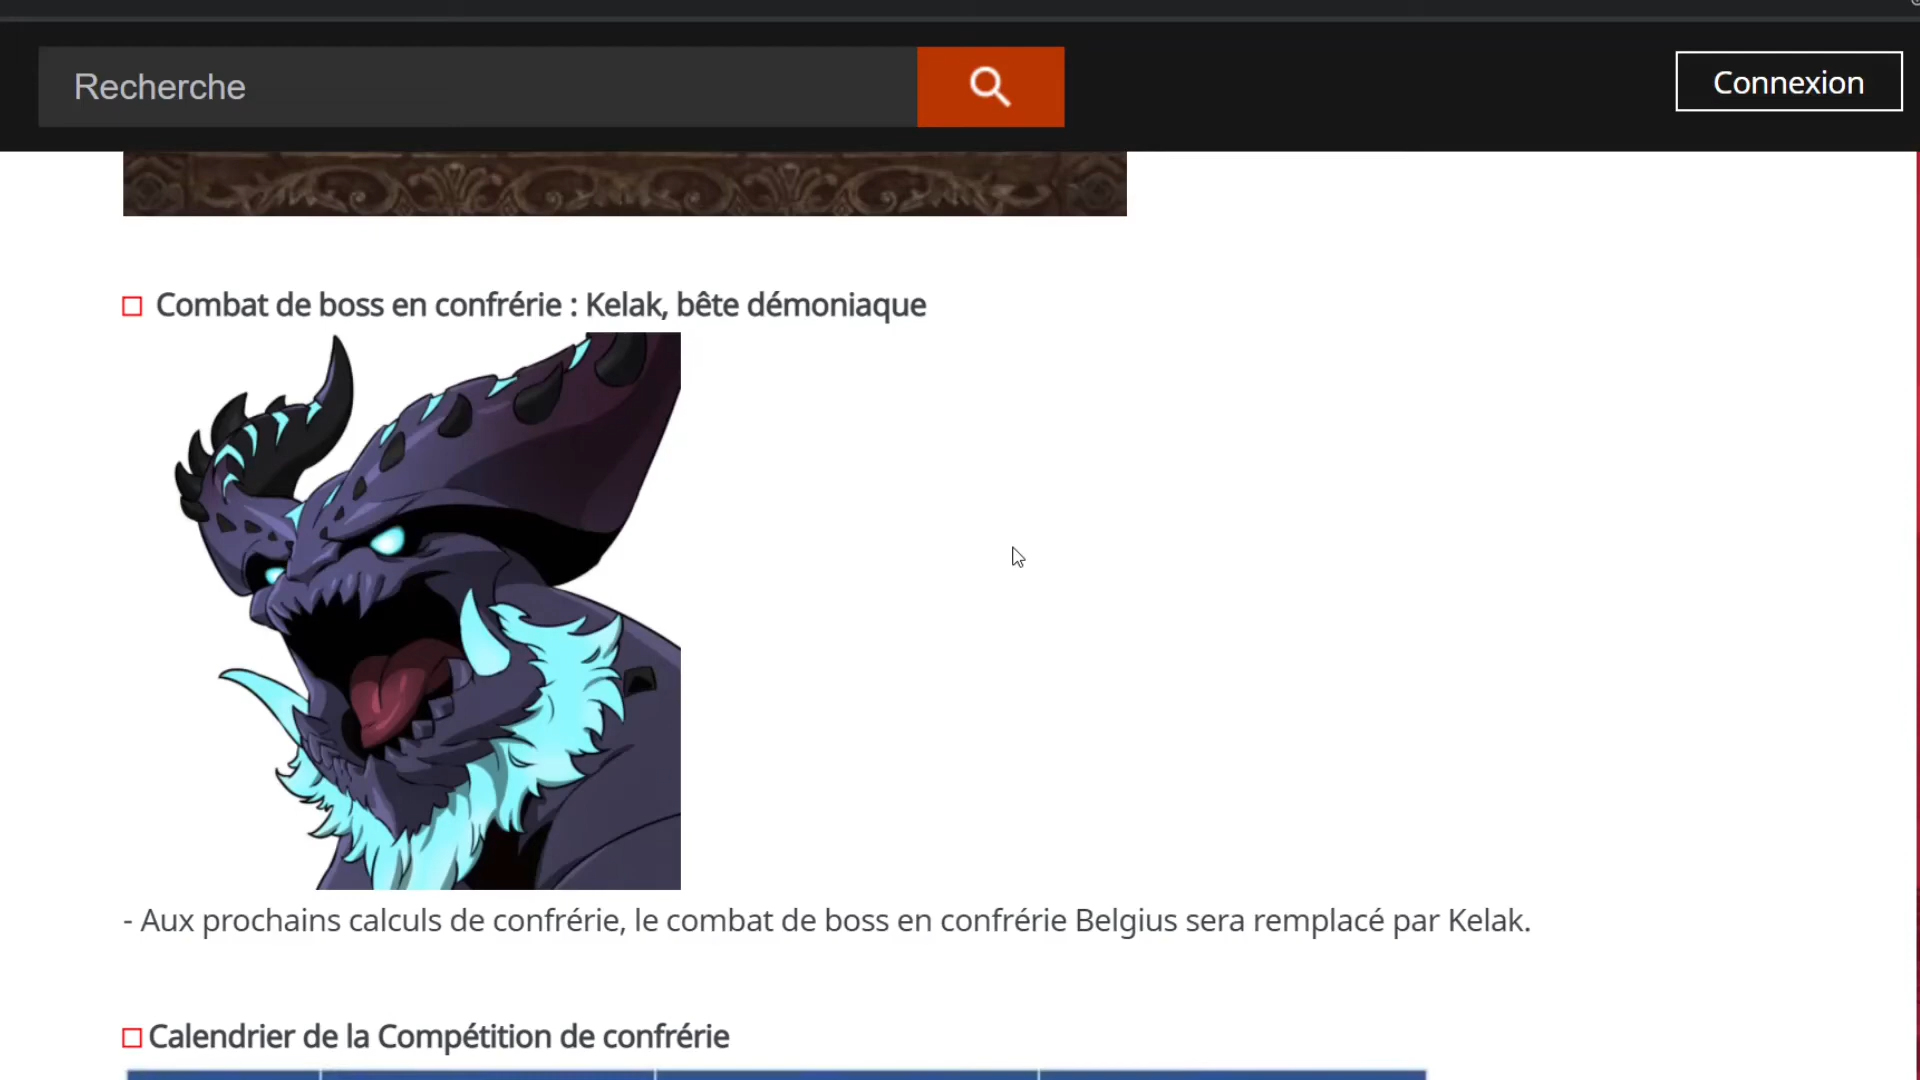 Recherche
Connexion
Combat de boss en confrérie : Kelak, bête démoniaque
- Aux prochains calculs de confrérie, le combat de boss en confrérie Belgius sera remplacé par Kelak.
Calendrier de la Compétition de confrérie